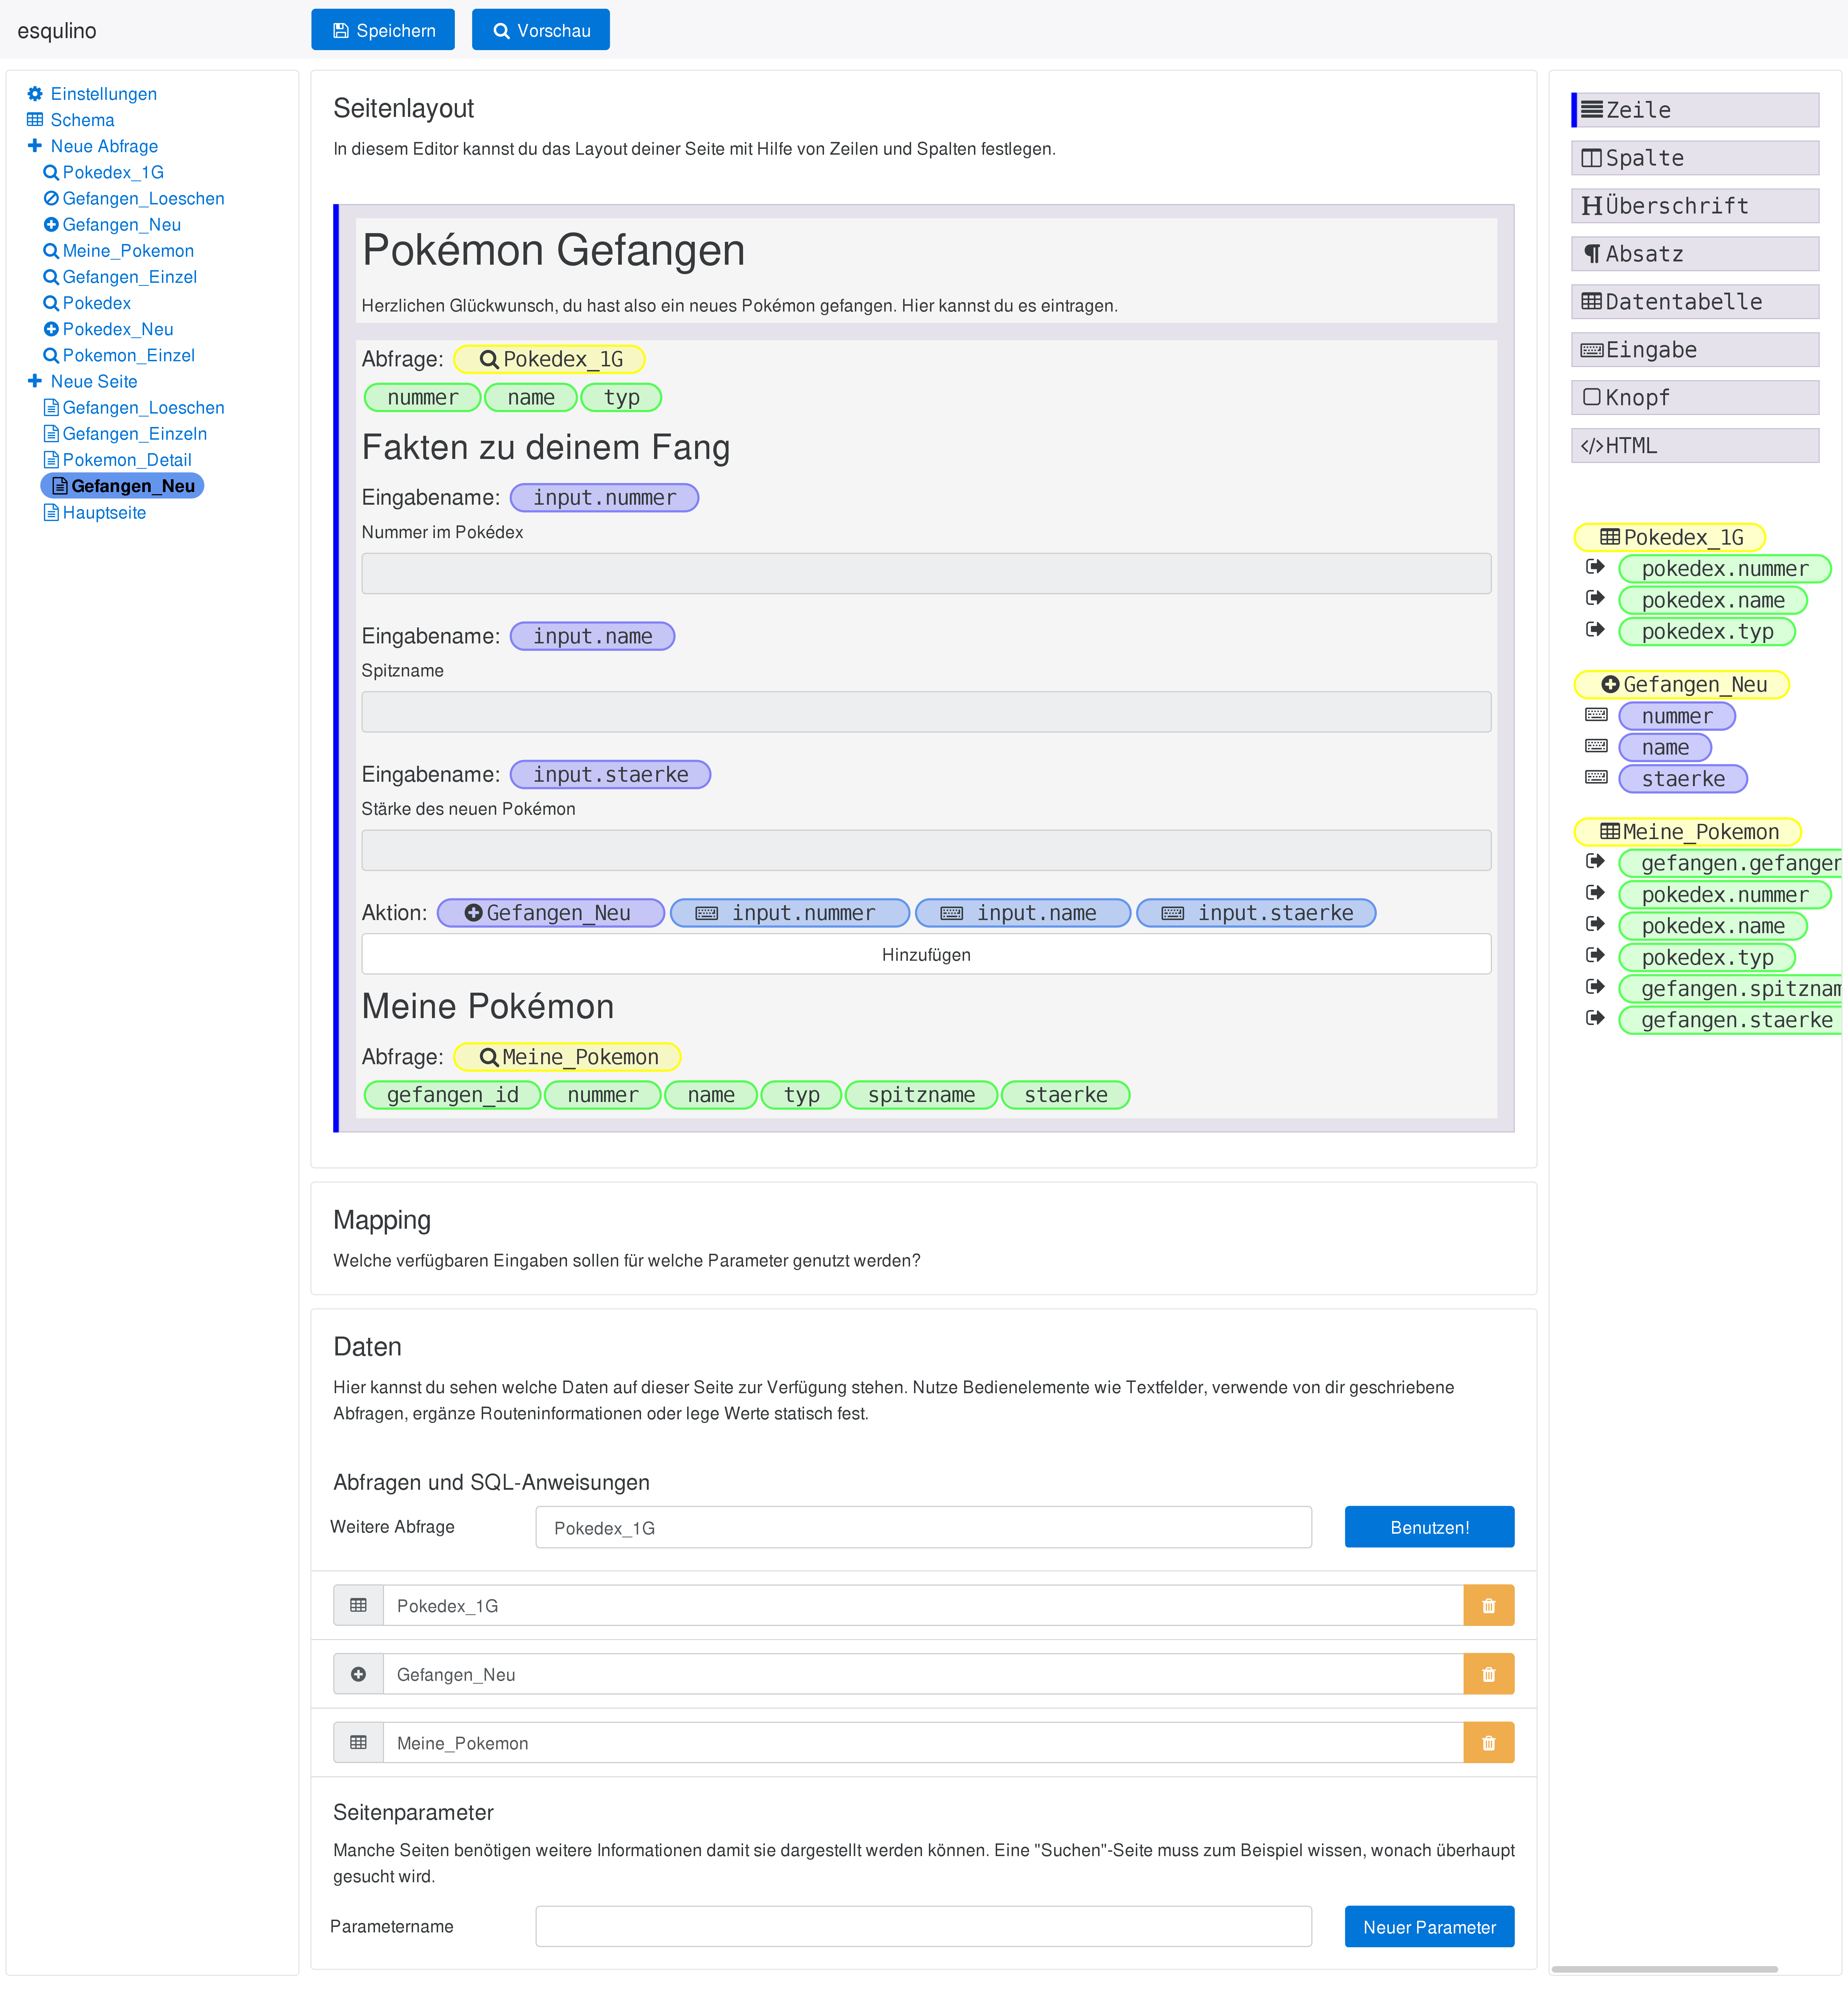 esqulino
Speichern
Vorschau
Einstellungen
Schema
Neue Abfrage
Pokedex_1G
Gefangen_Loeschen
Gefangen_Neu
Meine_Pokemon
Gefangen_Einzel
Pokedex
Pokedex_Neu
Pokemon_Einzel
Neue Seite
Gefangen_Loeschen
Gefangen_Einzeln
Pokemon_Detail
Gefangen_Neu
Hauptseite
Seitenlayout
In diesem Editor kannst du das Layout deiner Seite mit Hilfe von Zeilen und Spalten festlegen.
Pokémon Gefangen
Herzlichen Glückwunsch, du hast also ein neues Pokémon gefangen. Hier kannst du es eintragen.
Abfrage: Pokedex_1G
nummer name typ
Fakten zu deinem Fang
Eingabename: input.nummer
Nummer im Pokédex
Eingabename: input.name
Spitzname
Eingabename: input.staerke
Stärke des neuen Pokémon
Aktion: Gefangen_Neu input.nummer input.name input.staerke
Hinzufügen
Meine Pokémon
Abfrage: Meine_Pokemon
gefangen_id nummer name typ spitzname staerke
Mapping
Welche verfügbaren Eingaben sollen für welche Parameter genutzt werden?
Daten
Hier kannst du sehen welche Daten auf dieser Seite zur Verfügung stehen. Nutze Bedienelemente wie Textfelder, verwende von dir geschriebene
Abfragen, ergänze Routeninformationen oder lege Werte statisch fest.
Abfragen und SQL-Anweisungen
Weitere Abfrage Pokedex_1G Benutzen!
Pokedex_1G
Gefangen_Neu
Meine_Pokemon
Seitenparameter
Manche Seiten benötigen weitere Informationen damit sie dargestellt werden können. Eine "Suchen"-Seite muss zum Beispiel wissen, wonach überhaupt
gesucht wird.
Parametername Neuer Parameter
Zeile
Spalte
Überschrift
Absatz
Datentabelle
Eingabe
Knopf
</>HTML
Pokedex_1G
pokedex.nummer
pokedex.name
pokedex.typ
Gefangen_Neu
nummer
name
staerke
Meine_Pokemon
gefangen.gefangen
pokedex.nummer
pokedex.name
pokedex.typ
gefangen.spitznam
gefangen.staerke